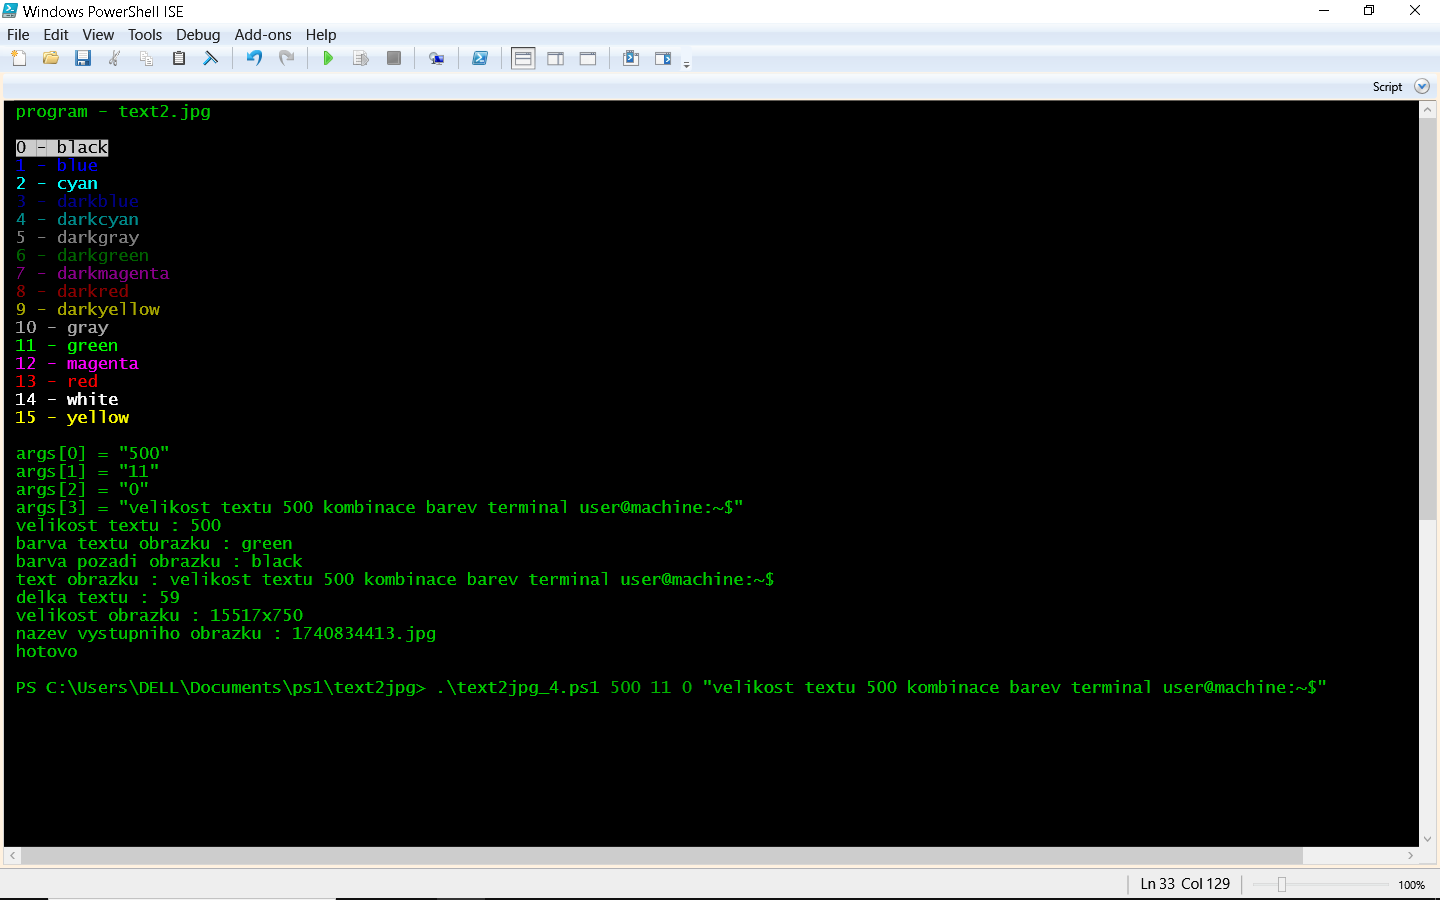 Windows PowerShell ISE
File Edit View Tools Debug Add-ons Help
Script
program - text2.jpg
0 - black
1 - blue
2 - cyan
3 - darkblue
4 - darkcyan
5 - darkgray
6 - darkgreen
7 - darkmagenta
8 - darkred
9 - darkyellow
10 - gray
11 - green
12 - magenta
13 - red
14 - white
15 - yellow
args[0] = "500"
args[1] = "11"
args[2] = "0"
args[3] = "velikost textu 500 kombinace barev terminal user@machine:~$"
velikost textu : 500
barva textu obrazku : green
barva pozadi obrazku : black
text obrazku : velikost textu 500 kombinace barev terminal user@machine:~$
delka textu : 59
velikost obrazku : 15517x750
nazev vystupniho obrazku : 1740834413.jpg
hotovo
PS C:\Users\DELL\Documents\ps1\text2jpg> .\text2jpg_4.ps1 500 11 0 "velikost textu 500 kombinace barev terminal user@machine:~$"
Ln 33 Col 129
100%